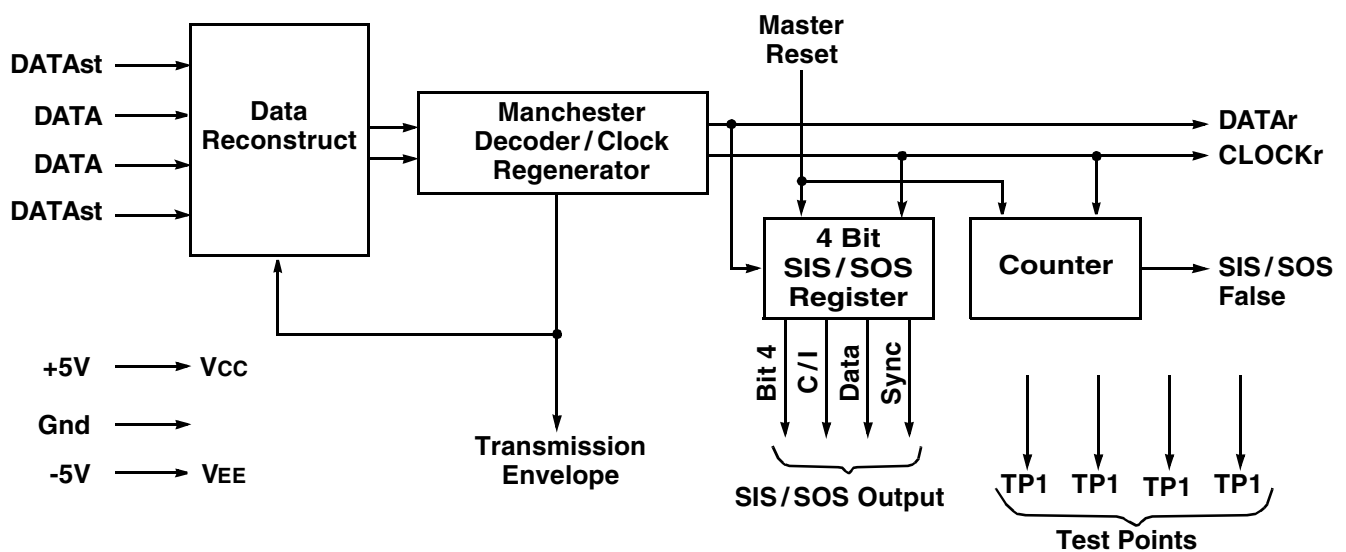 Master
Reset
DATAst
DATA
DATA
DATAst
Data
Reconstruct
Manchester
Decoder/Clock
Regenerator
DATAr
CLOCKr
4 Bit
SIS/SOS
Register
Counter
SIS/SOS
False
Bit 4
C/I
Data
Sync
+5V
VCC
Gnd
-5V
VEE
Transmission
Envelope
SIS/SOS Output
TP1 TP1 TP1 TP1
Test Points